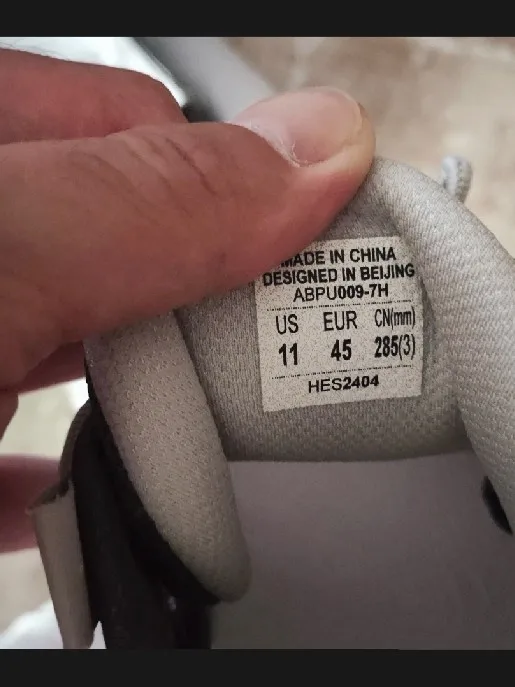 MADE IN CHINA
DESIGNED IN BEIJING
ABPU009-7H
US EUR CN(mm)
11 45 285(3)
HES2404